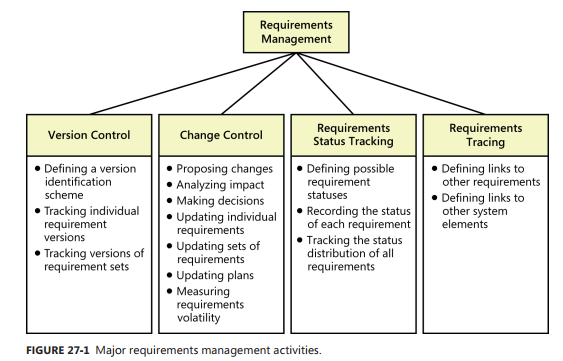 Requirements
Management
Version Control
● Defining a version
identification
scheme
● Tracking individual
requirement
versions
● Tracking versions of
requirement sets
Change Control
● Proposing changes
● Analyzing impact
● Making decisions
● Updating individual
requirements
● Updating sets of
requirements
● Updating plans
● Measuring
requirements
volatility
Requirements
Status Tracking
● Defining possible
requirement
statuses
● Recording the status
of each requirement
● Tracking the status
distribution of all
requirements
Requirements
Tracing
● Defining links to
other requirements
● Defining links to
other system
elements
FIGURE 27-1 Major requirements management activities.